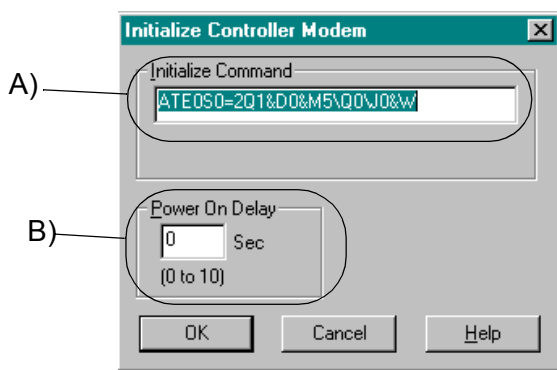 Initialize Controller Modem
A)
Initialize Command
ATE0S0=2Q1&D0&M5\Q0\J0&W
B)
Power On Delay
0 Sec
(0 to 10)
OK Cancel Help